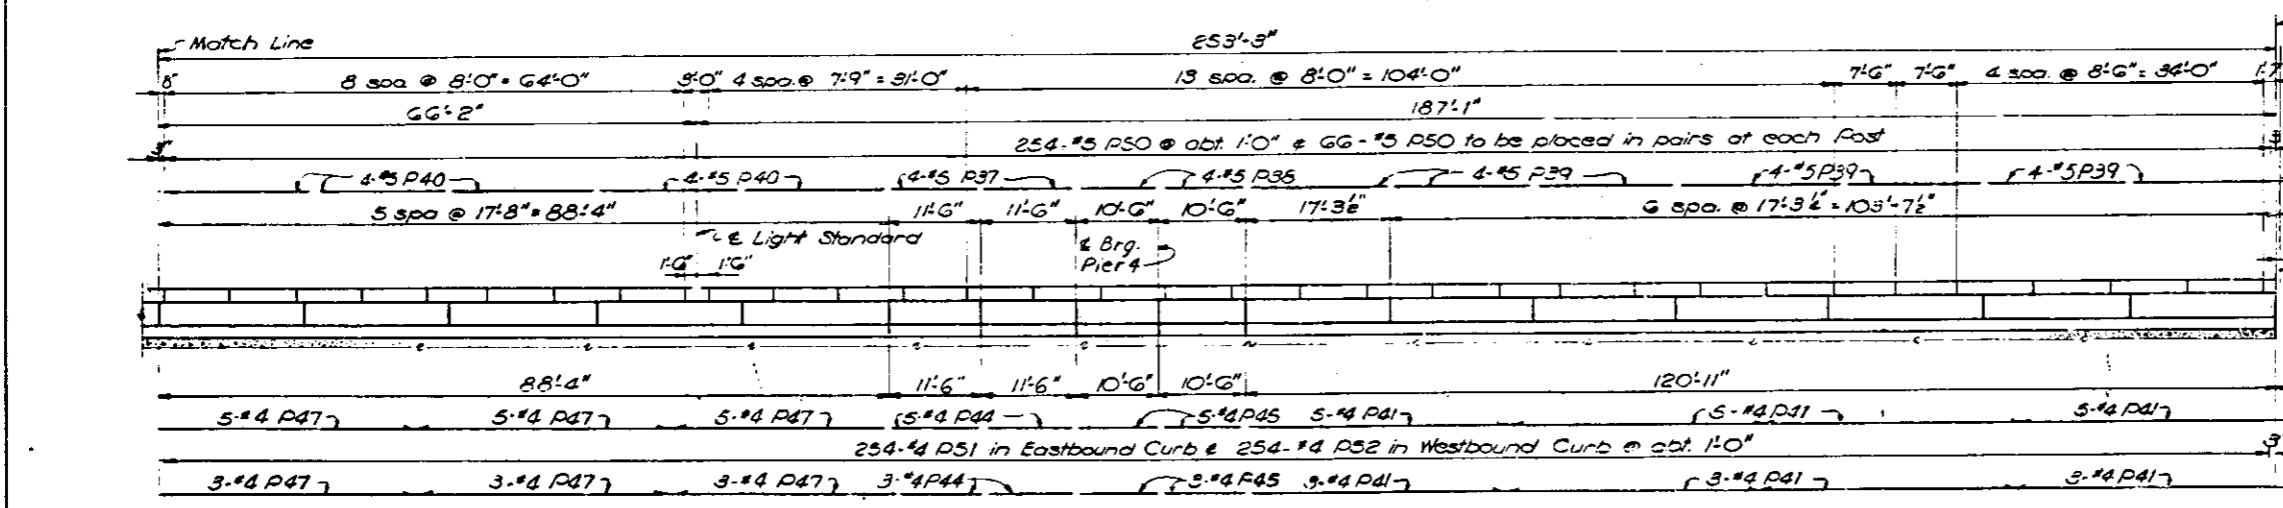 Match Line
253'-3"
8" 8 spa @ 8'-0" = 64'-0" 3'-0" 4 spa. @ 7'-9" = 31'-0" 13 spa. @ 8'-0" = 104'-0" 7'-6" 7'-6" 4 spa. @ 8'-6" = 34'-0" 1'-7
66'-2" 187'-1"
3" 254-#5 P50 @ abt. 1'-0" & 66-#5 P50 to be placed in pairs at each Post 3
4-#5 P40 4-#5 P40 4-#5 P37 4-#5 P38 4-#5 P39 4-#5 P39 4-#5 P39
5 spa @ 17'-8" = 88'-4" 11'-6" 11'-6" 10'-6" 10'-6" 17'-3½" 6 spa. @ 17'-3¼" = 103'-7½"
℄ Light Standard
℄ Brg.
Pier 4
1'-6" 1'-6"
88'-4" 11'-6" 11'-6" 10'-6" 10'-6" 120'-11"
5-#4 P47 5-#4 P47 5-#4 P47 5-#4 P44 5-#4 P45 5-#4 P41 5-#4 P41 5-#4 P41
254-#4 P51 in Eastbound Curb & 254-#4 P52 in Westbound Curb @ abt. 1'-0" 3
3-#4 P47 3-#4 P47 3-#4 P47 3-#4 P44 3-#4 P45 3-#4 P41 3-#4 P41 3-#4 P41